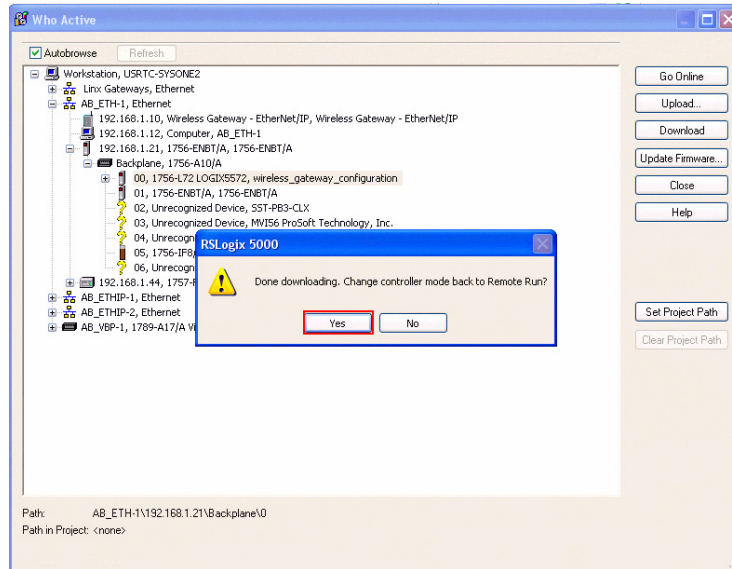 Who Active
Autobrowse
Refresh
Workstation, USRTC-SYSONE2
Linx Gateways, Ethernet
AB_ETH-1, Ethernet
192.168.1.10, Wireless Gateway - EtherNet/IP, Wireless Gateway - EtherNet/IP
192.168.1.12, Computer, AB_ETH-1
192.168.1.21, 1756-ENBT/A, 1756-ENBT/A
Backplane, 1756-A10/A
00, 1756-L72 LOGIX5572, wireless_gateway_configuration
01, 1756-ENBT/A, 1756-ENBT/A
02, Unrecognized Device, SST-PB3-CLX
03, Unrecognized Device, MVI56 ProSoft Technology, Inc.
04, Unrecogn
05, 1756-IF8/
06, Unrecogn
192.168.1.44, 1757-F
AB_ETHIP-1, Ethernet
AB_ETHIP-2, Ethernet
AB_VBP-1, 1789-A17/A Vi
RSLogix 5000
Done downloading. Change controller mode back to Remote Run?
Yes
No
Go Online
Upload...
Download
Update Firmware...
Close
Help
Set Project Path
Clear Project Path
Path: AB_ETH-1\192.168.1.21\Backplane\0
Path in Project: <none>